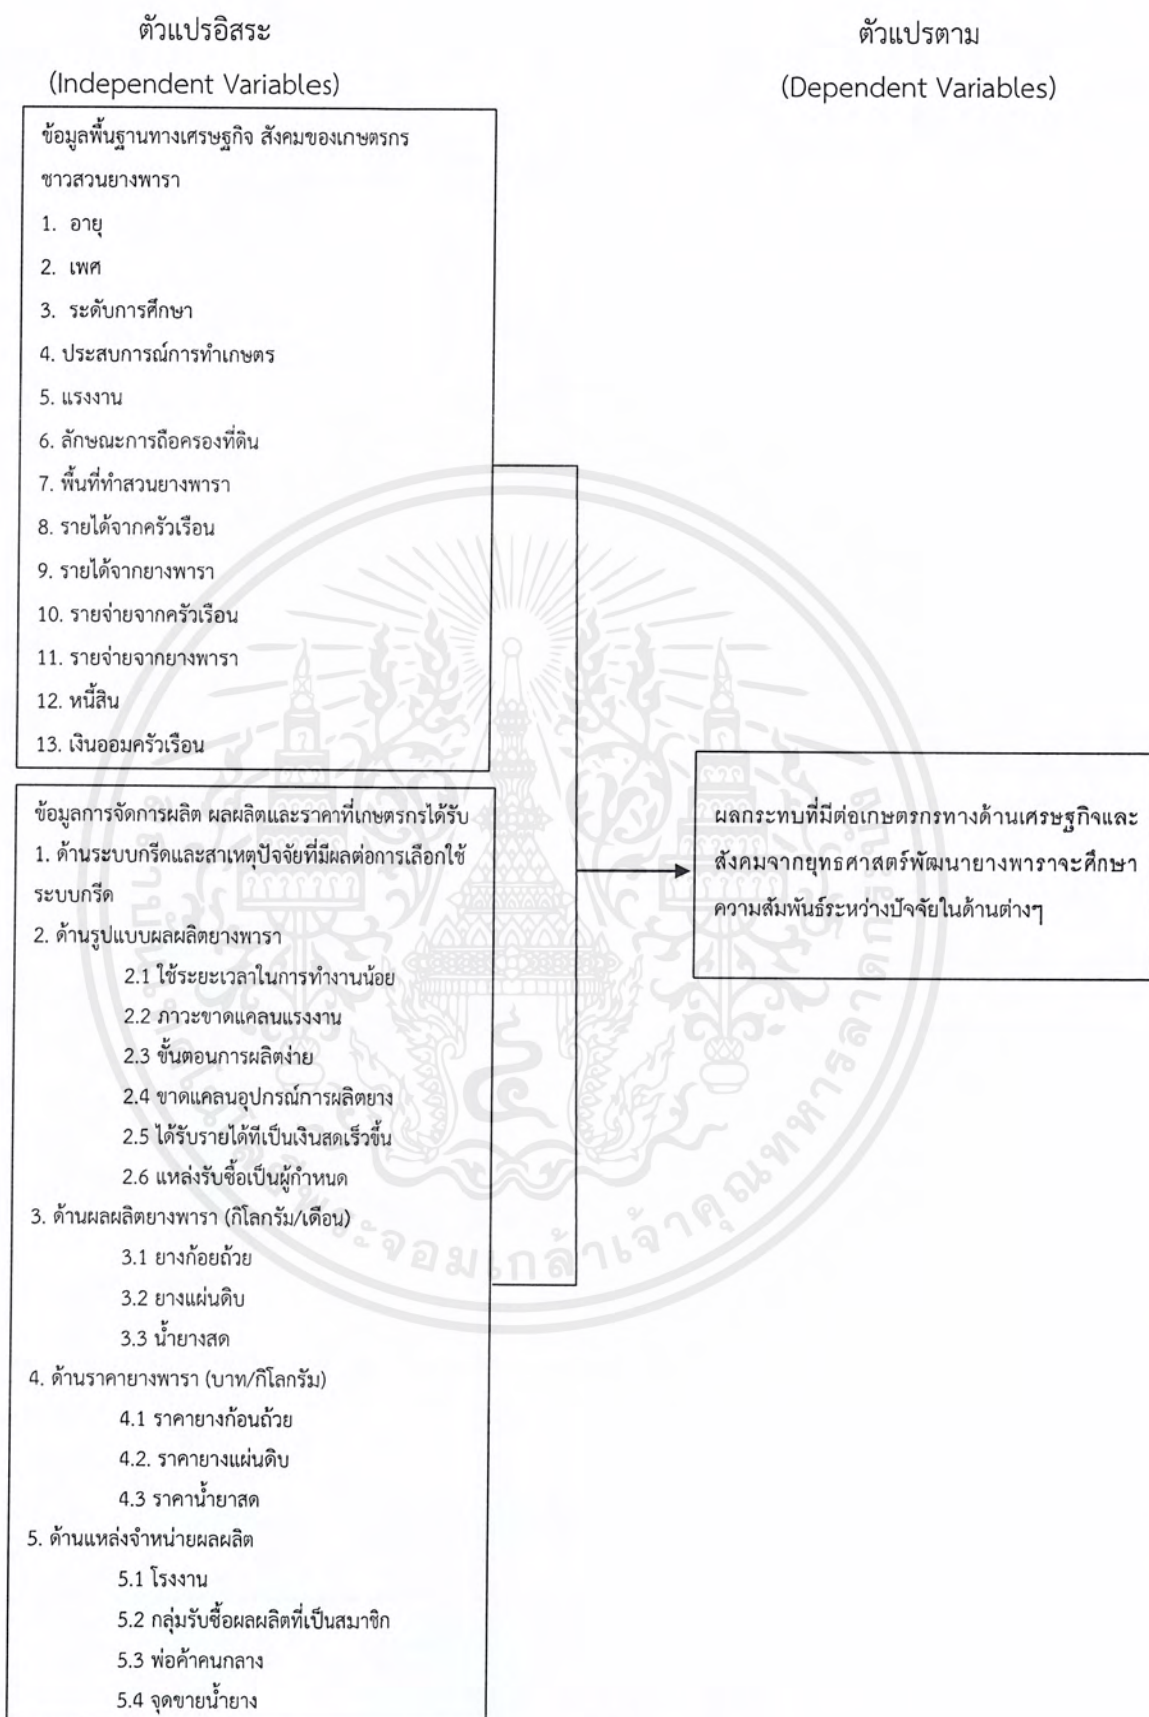 ตัวแปรอิสระ
(Independent Variables)
ข้อมูลพื้นฐานทางเศรษฐกิจ สังคมของเกษตรกร
ชาวสวนยางพารา
1. อายุ
2. เพศ
3. ระดับการศึกษา
4. ประสบการณ์การทำเกษตร
5. แรงงาน
6. ลักษณะการถือครองที่ดิน
7. พื้นที่ทำสวนยางพารา
8. รายได้จากครัวเรือน
9. รายได้จากยางพารา
10. รายจ่ายจากครัวเรือน
11. รายจ่ายจากยางพารา
12. หนี้สิน
13. เงินออมครัวเรือน
ข้อมูลการจัดการผลิต ผลผลิตและราคาที่เกษตรกรได้รับ
1. ด้านระบบกรีดและสาเหตุปัจจัยที่มีผลต่อการเลือกใช้
ระบบกรีด
2. ด้านรูปแบบผลผลิตยางพารา
2.1 ใช้ระยะเวลาในการทำงานน้อย
2.2 ภาวะขาดแคลนแรงงาน
2.3 ขั้นตอนการผลิตง่าย
2.4 ขาดแคลนอุปกรณ์การผลิตยาง
2.5 ได้รับรายได้ทีเป็นเงินสดเร็วขึ้น
2.6 แหล่งรับซื้อเป็นผู้กำหนด
3. ด้านผลผลิตยางพารา (กิโลกรัม/เดือน)
3.1 ยางก้อยถ้วย
3.2 ยางแผ่นดิบ
3.3 น้ำยางสด
4. ด้านราคายางพารา (บาท/กิโลกรัม)
4.1 ราคายางก้อนถ้วย
4.2. ราคายางแผ่นดิบ
4.3 ราคาน้ำยาสด
5. ด้านแหล่งจำหน่ายผลผลิต
5.1 โรงงาน
5.2 กลุ่มรับซื้อผลผลิตที่เป็นสมาชิก
5.3 พ่อค้าคนกลาง
5.4 จุดขายน้ำยาง
ตัวแปรตาม
(Dependent Variables)
ผลกระทบที่มีต่อเกษตรกรทางด้านเศรษฐกิจและ
สังคมจากยุทธศาสตร์พัฒนายางพาราจะศึกษา
ความสัมพันธ์ระหว่างปัจจัยในด้านต่างๆ